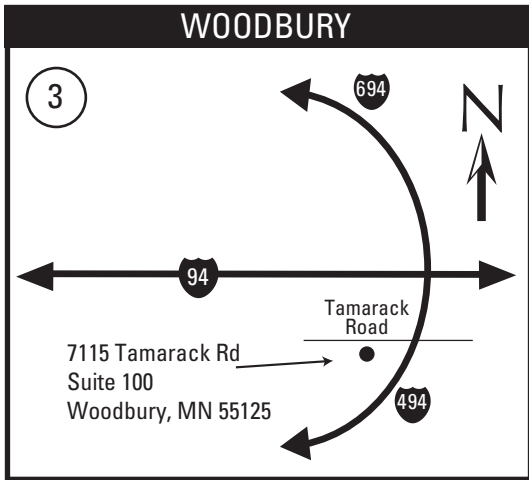 WOODBURY
3
694
N
94
Tamarack
Road
7115 Tamarack Rd
Suite 100
Woodbury, MN 55125
494